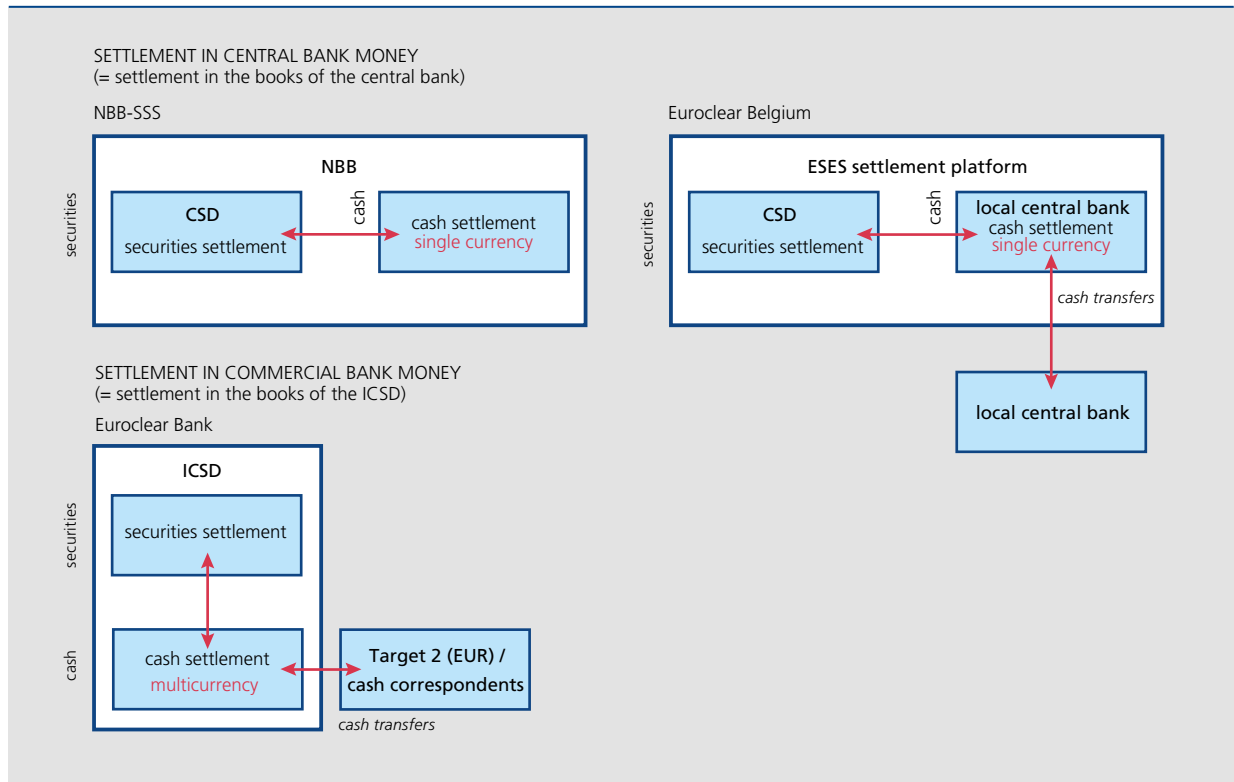 SETTLEMENT IN CENTRAL BANK MONEY
(= settlement in the books of the central bank)
NBB-SSS
NBB
securities
CSD
securities settlement
cash
cash settlement
single currency
Euroclear Belgium
ESES settlement platform
securities
CSD
securities settlement
cash
local central bank
cash settlement
single currency
cash transfers
local central bank
SETTLEMENT IN COMMERCIAL BANK MONEY
(= settlement in the books of the ICSD)
Euroclear Bank
ICSD
securities
securities settlement
cash
cash settlement
multicurrency
Target 2 (EUR) /
cash correspondents
cash transfers